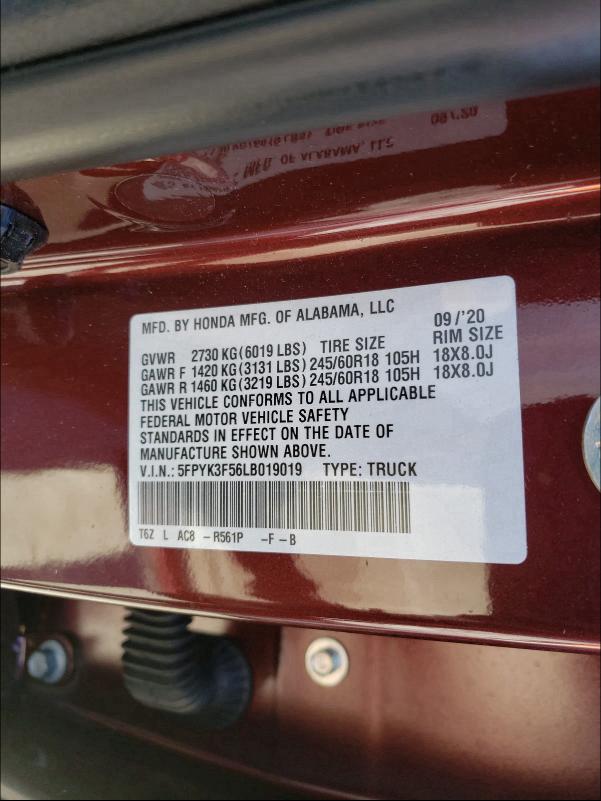 MFD. BY HONDA MFG. OF ALABAMA, LLC 09/'20
GVWR 2730 KG(6019 LBS) TIRE SIZE RIM SIZE
GAWR F 1420 KG(3131 LBS) 245/60R18 105H 18X8.0J
GAWR R 1460 KG(3219 LBS) 245/60R18 105H 18X8.0J
THIS VEHICLE CONFORMS TO ALL APPLICABLE
FEDERAL MOTOR VEHICLE SAFETY
STANDARDS IN EFFECT ON THE DATE OF
MANUFACTURE SHOWN ABOVE.
V.I.N.: 5FPYK3F56LB019019 TYPE: TRUCK
T6Z L AC8 -R561P -F -B